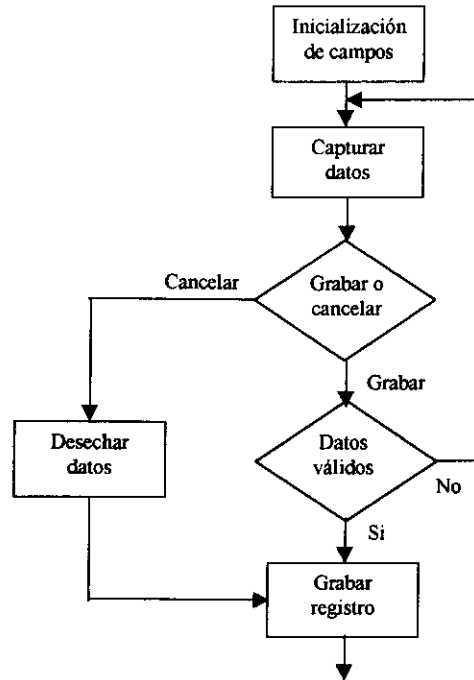 Inicialización
de campos
Capturar
datos
Cancelar
Grabar o
cancelar
Grabar
Desechar
datos
Datos
válidos
No
Si
Grabar
registro